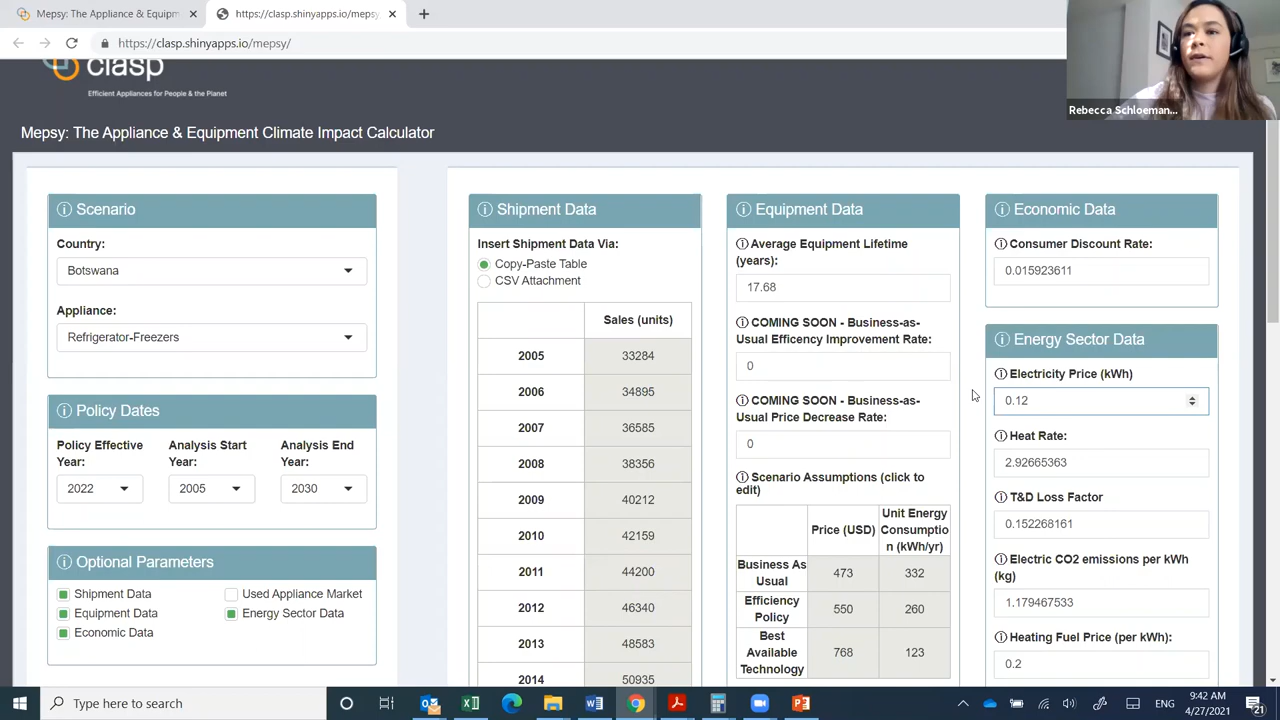 Mepsy: The Appliance & Equipm
https://clasp.shinyapps.io/mepsy
https://clasp.shinyapps.io/mepsy/
Rebecca Schloeman...
clasp
Efficient Appliances for People & the Planet
Mepsy: The Appliance & Equipment Climate Impact Calculator
Scenario
Country:
Botswana
Appliance:
Refrigerator-Freezers
Policy Dates
Policy Effective Year:
Analysis Start Year:
Analysis End Year:
2022
2005
2030
Optional Parameters
Shipment Data
Used Appliance Market
Equipment Data
Energy Sector Data
Economic Data
Shipment Data
Insert Shipment Data Via:
Copy-Paste Table
CSV Attachment
Sales (units)
2005 33284
2006 34895
2007 36585
2008 38356
2009 40212
2010 42159
2011 44200
2012 46340
2013 48583
2014 50935
Equipment Data
Average Equipment Lifetime
(years):
17.68
COMING SOON - Business-as-
Usual Efficency Improvement Rate:
0
COMING SOON - Business-as-
Usual Price Decrease Rate:
0
Scenario Assumptions (click to
edit)
Price (USD)
Unit Energy
Consumptio
n (kWh/yr)
Business As
Usual
473 332
Efficiency
Policy
550 260
Best
Available
Technology
768 123
Economic Data
Consumer Discount Rate:
0.015923611
Energy Sector Data
Electricity Price (kWh)
0.12
Heat Rate:
2.92665363
T&D Loss Factor
0.152268161
Electric CO2 emissions per kWh
(kg)
1.179467533
Heating Fuel Price (per kWh):
0.2
Type here to search
ENG
9:42 AM
4/27/2021
21